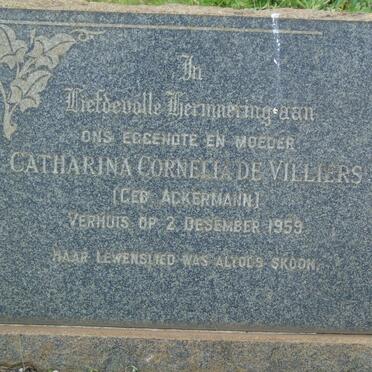 In
Liefdevolle Herinnering aan
ONS EGGENOTE EN MOEDER
CATHARINA CORNELIA DE VILLIERS
(GEB ACKERMANN)
VERHUIS OP 2 DESEMBER 1959
HAAR LEWENSLIED WAS ALTOOS SKOON.